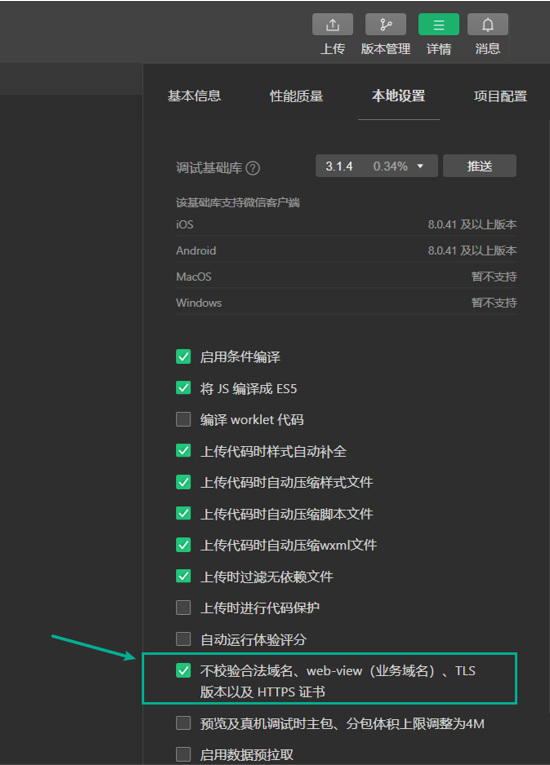 上传 版本管理 详情 消息
基本信息 性能质量 本地设置 项目配置
调试基础库 ? 3.1.4 0.34% 推送
该基础库支持微信客户端
iOS 8.0.41 及以上版本
Android 8.0.41 及以上版本
MacOS 暂不支持
Windows 暂不支持
启用条件编译
将 JS 编译成 ES5
编译 worklet 代码
上传代码时样式自动补全
上传代码时自动压缩样式文件
上传代码时自动压缩脚本文件
上传代码时自动压缩wxml文件
上传时过滤无依赖文件
上传时进行代码保护
自动运行体验评分
不校验合法域名、web-view（业务域名）、TLS
版本以及 HTTPS 证书
预览及真机调试时主包、分包体积上限调整为4M
启用数据预拉取